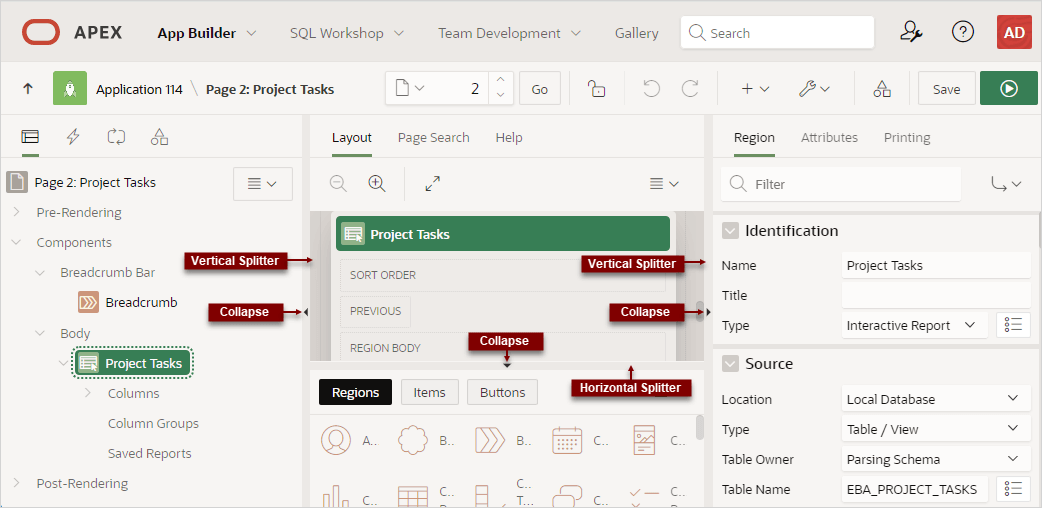 APEX App Builder SQL Workshop Team Development Gallery Search AD
Application 114 \ Page 2: Project Tasks 2 Go Save
Layout Page Search Help
Region Attributes Printing
Page 2: Project Tasks
Pre-Rendering
Components
Breadcrumb Bar
Breadcrumb
Body
Project Tasks
Columns
Column Groups
Saved Reports
Post-Rendering
Vertical Splitter
Collapse
Project Tasks
SORT ORDER
PREVIOUS
REGION BODY
Vertical Splitter
Collapse
Collapse
Horizontal Splitter
Regions Items Buttons
A.. B.. B.. C.. C..
C.. C.. C.. C.. C..
T..
Filter
Identification
Name Project Tasks
Title
Type Interactive Report
Source
Location Local Database
Type Table / View
Table Owner Parsing Schema
Table Name EBA_PROJECT_TASKS